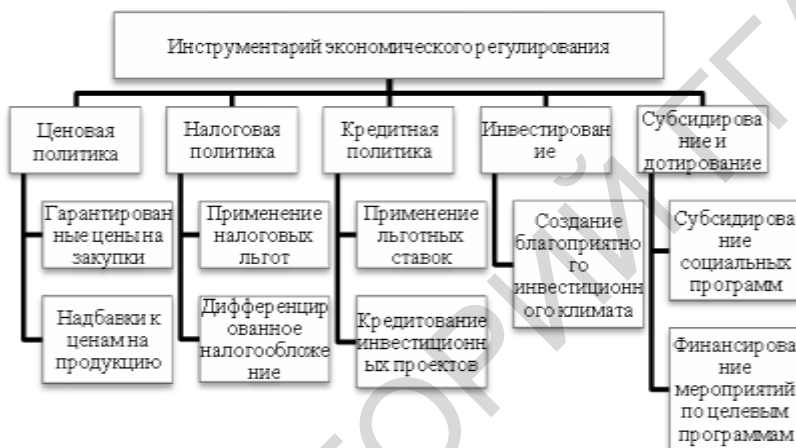 Инструментарий экономического регулирования
Ценовая
политика
Налоговая
политика
Кредитная
политика
Инвестирован
ие
Субсидирова
ние и
дотирование
Гарантирован
ные цены на
закупки
Применение
налоговых
льгот
Применение
льготных
ставок
Создание
благоприятно
го
инвестиционн
ого климата
Субсидирова
ние
социальных
программ
Надбавки к
ценам на
продукцию
Дифференцир
ованное
налогообложе
ние
Кредитование
инвестиционн
ых проектов
Финансирова
ние
мероприятий
по целевым
программам